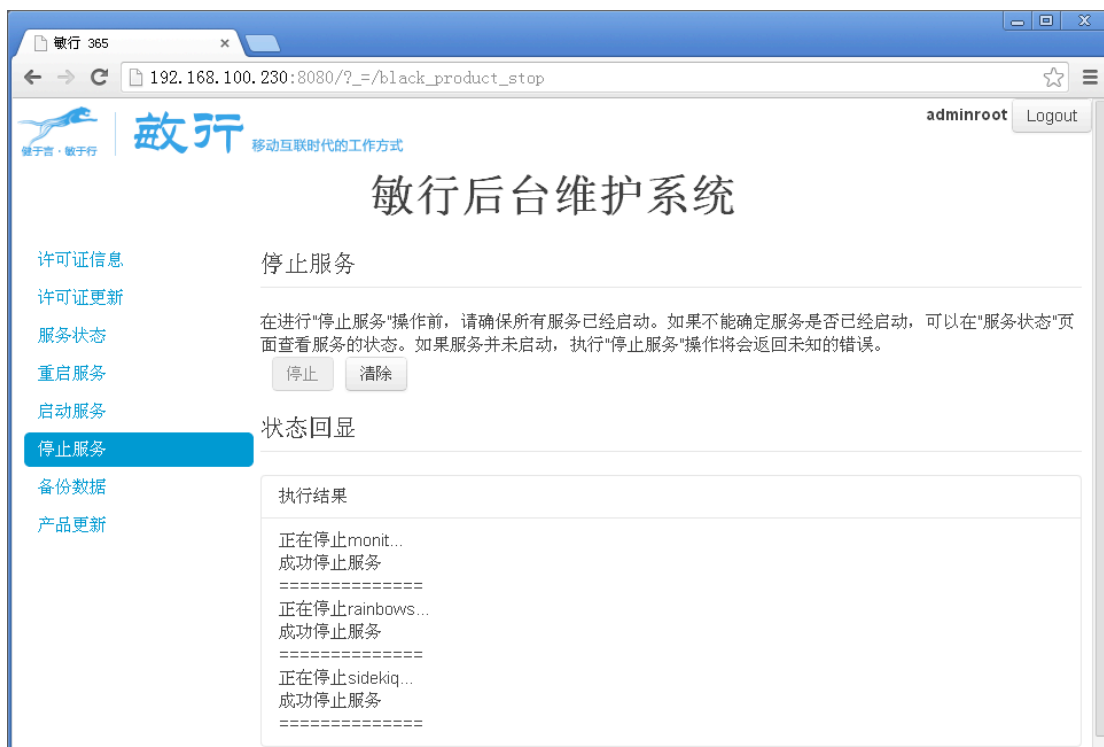 敏行 365
192.168.100.230:8080/?_=/black_product_stop
健于言·敏于行
敏行 移动互联时代的工作方式
adminroot Logout
敏行后台维护系统
许可证信息
许可证更新
服务状态
重启服务
启动服务
停止服务
备份数据
产品更新
停止服务
在进行"停止服务"操作前，请确保所有服务已经启动。如果不能确定服务是否已经启动，可以在"服务状态"页
面查看服务的状态。如果服务并未启动，执行"停止服务"操作将会返回未知的错误。
停止 清除
状态回显
执行结果
正在停止monit...
成功停止服务
==============
正在停止rainbows...
成功停止服务
==============
正在停止sidekiq...
成功停止服务
==============